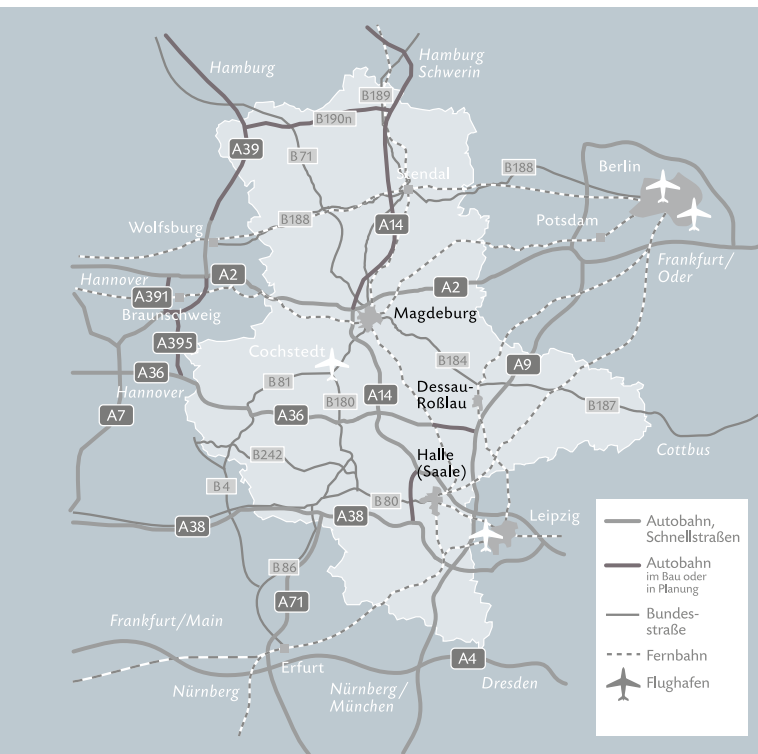 Hamburg
Hamburg
Schwerin
B189
B190n
A39
B71
Stendal
B188
Berlin
B188
Wolfsburg
A14
Potsdam
Hannover
A2
A2
Frankfurt/
Oder
A391
Braunschweig
Magdeburg
A395
Cochstedt
B184
A9
A36
Hannover
B81
Dessau-
Roßlau
A7
A36
B180
A14
B187
B242
Halle
(Saale)
Cottbus
B4
B80
A38
A38
Leipzig
B86
A71
Frankfurt/Main
Erfurt
A4
Nürnberg
Nürnberg/
München
Dresden
Autobahn,
Schnellstraßen
Autobahn
im Bau oder
in Planung
Bundes-
straße
Fernbahn
Flughafen